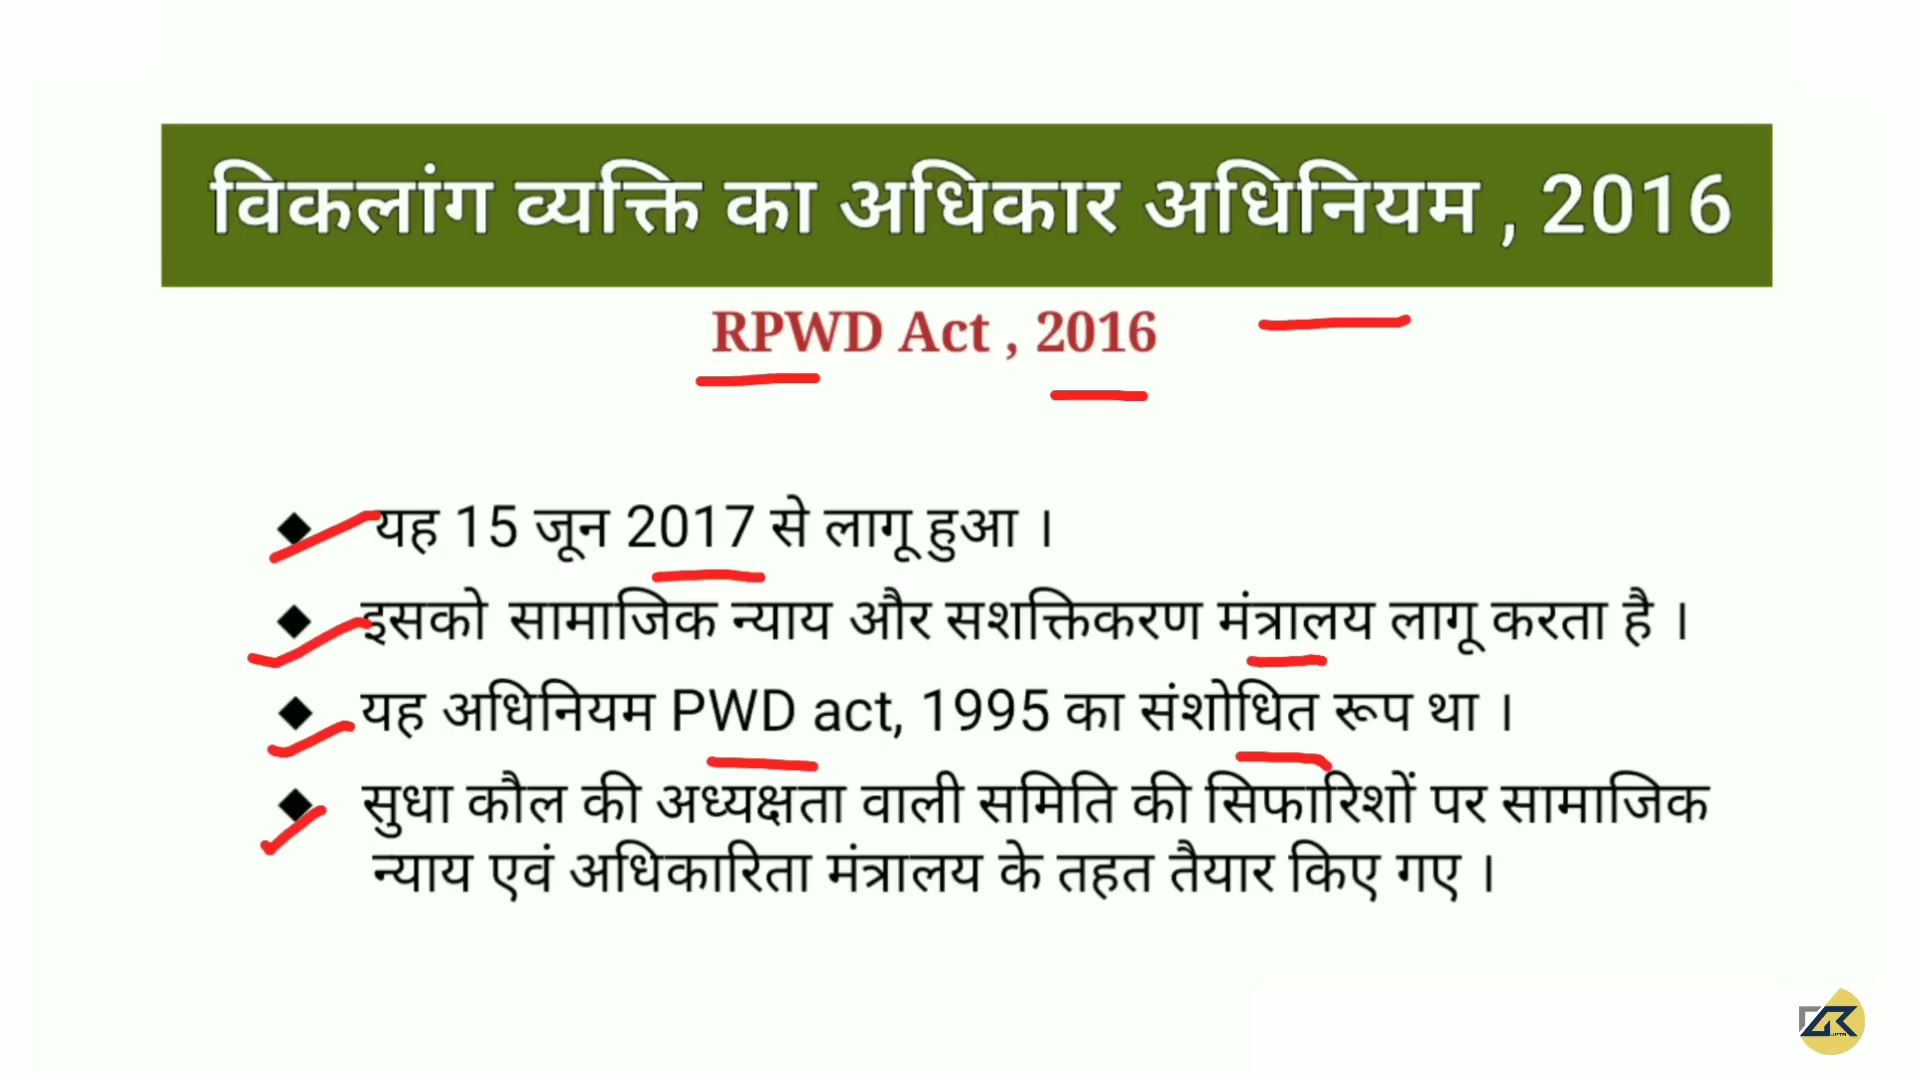 विकलांग व्यक्ति का अधिकार अधिनियम , 2016
RPWD Act , 2016
यह 15 जून 2017 से लागू हुआ ।
इसको सामाजिक न्याय और सशक्तिकरण मंत्रालय लागू करता है ।
यह अधिनियम PWD act, 1995 का संशोधित रूप था ।
सुधा कौल की अध्यक्षता वाली समिति की सिफारिशों पर सामाजिक
न्याय एवं अधिकारिता मंत्रालय के तहत तैयार किए गए ।